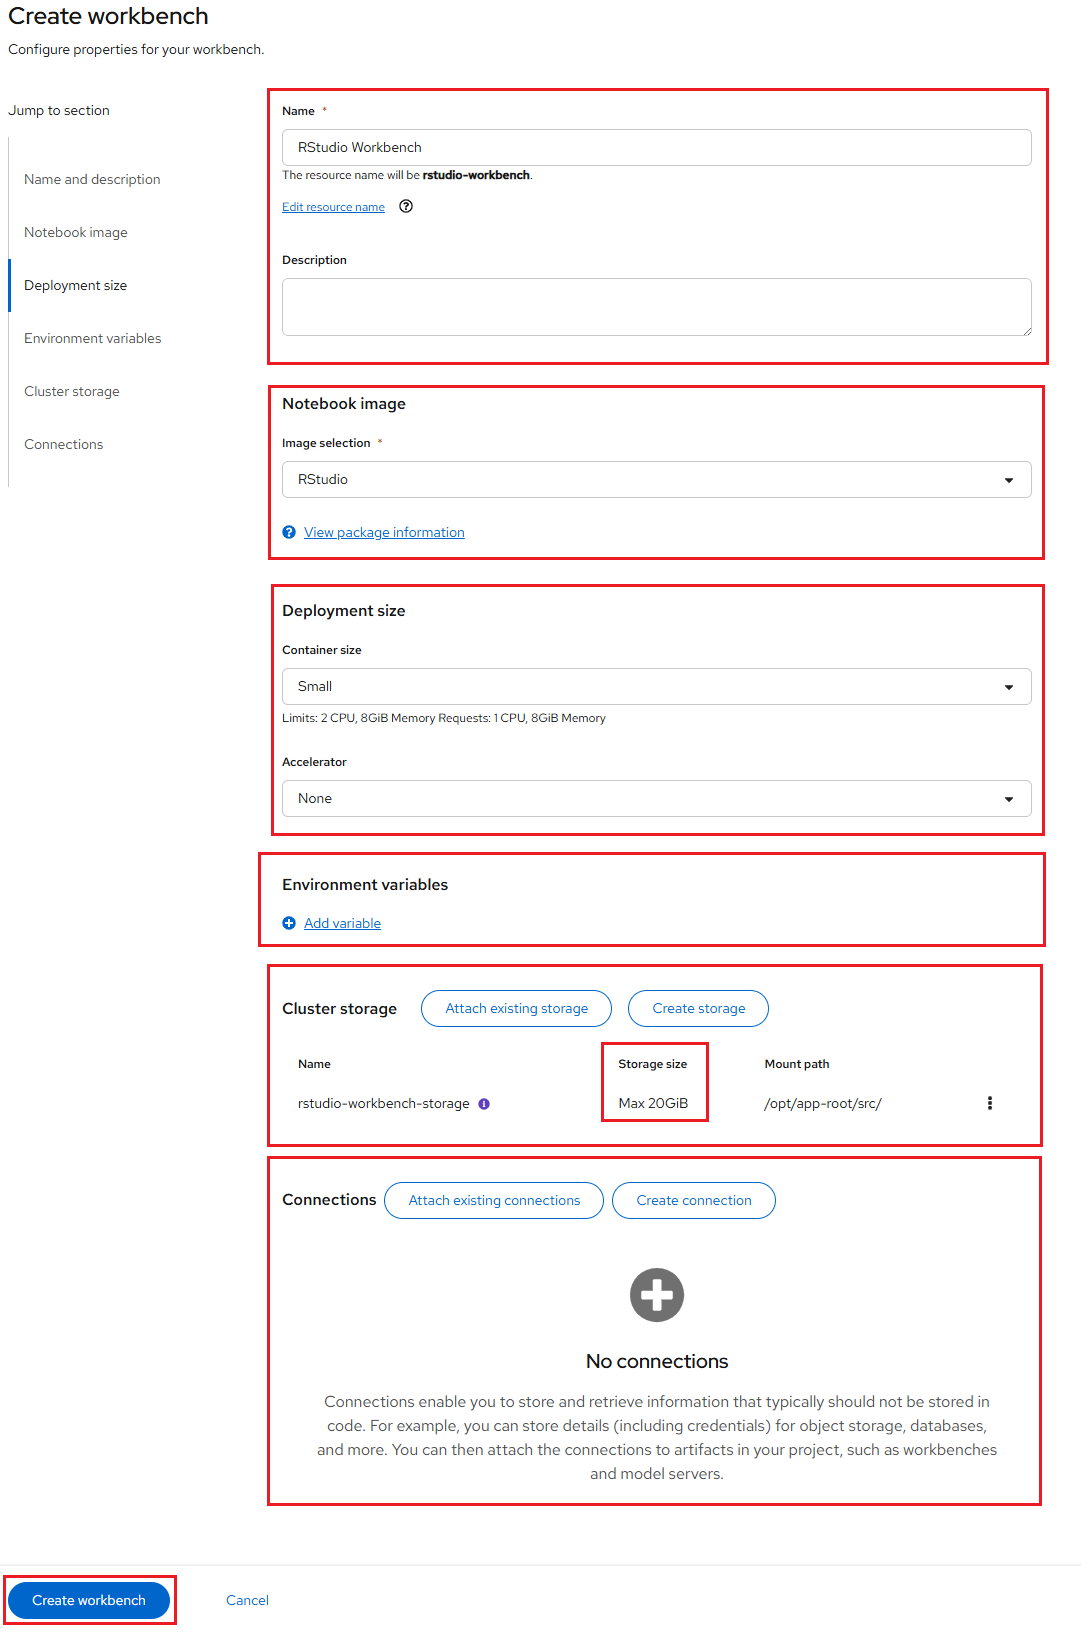 Create workbench
Configure properties for your workbench.
Jump to section
Name and description
Notebook image
Deployment size
Environment variables
Cluster storage
Connections
Name *
RStudio Workbench
The resource name will be rstudio-workbench.
Edit resource name
Description
Notebook image
Image selection *
RStudio
View package information
Deployment size
Container size
Small
Limits: 2 CPU, 8GiB Memory Requests: 1 CPU, 8GiB Memory
Accelerator
None
Environment variables
Add variable
Cluster storage Attach existing storage Create storage
Name Storage size Mount path
rstudio-workbench-storage Max 20GiB /opt/app-root/src/
Connections Attach existing connections Create connection
No connections
Connections enable you to store and retrieve information that typically should not be stored in
code. For example, you can store details (including credentials) for object storage, databases,
and more. You can then attach the connections to artifacts in your project, such as workbenches
and model servers.
Create workbench Cancel